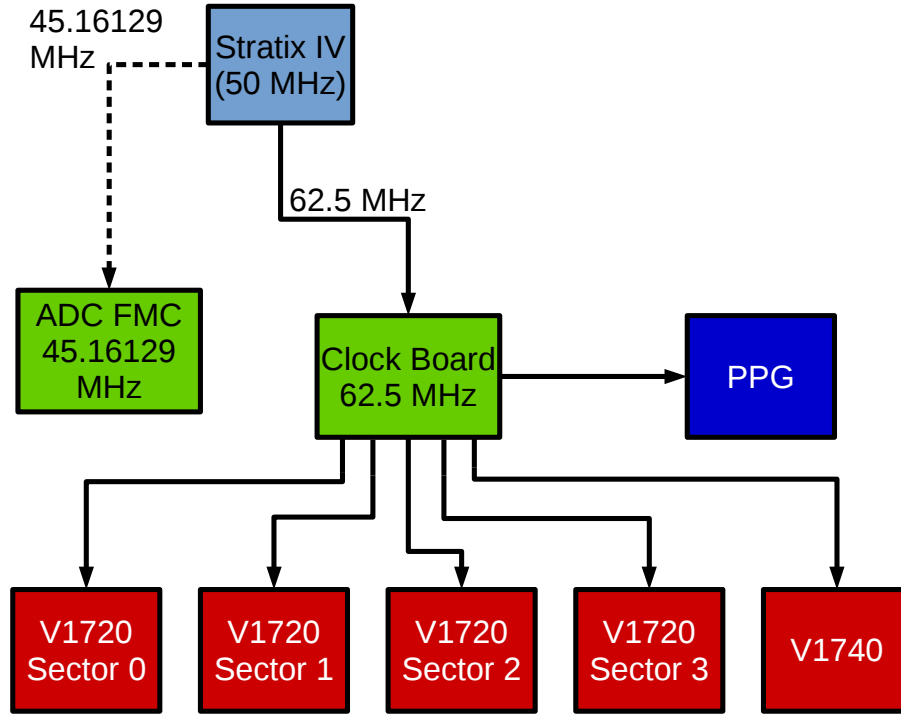 45.16129
MHz
Stratix IV
(50 MHz)
62.5 MHz
ADC FMC
45.16129
MHz
Clock Board
62.5 MHz
PPG
V1720
Sector 0
V1720
Sector 1
V1720
Sector 2
V1720
Sector 3
V1740